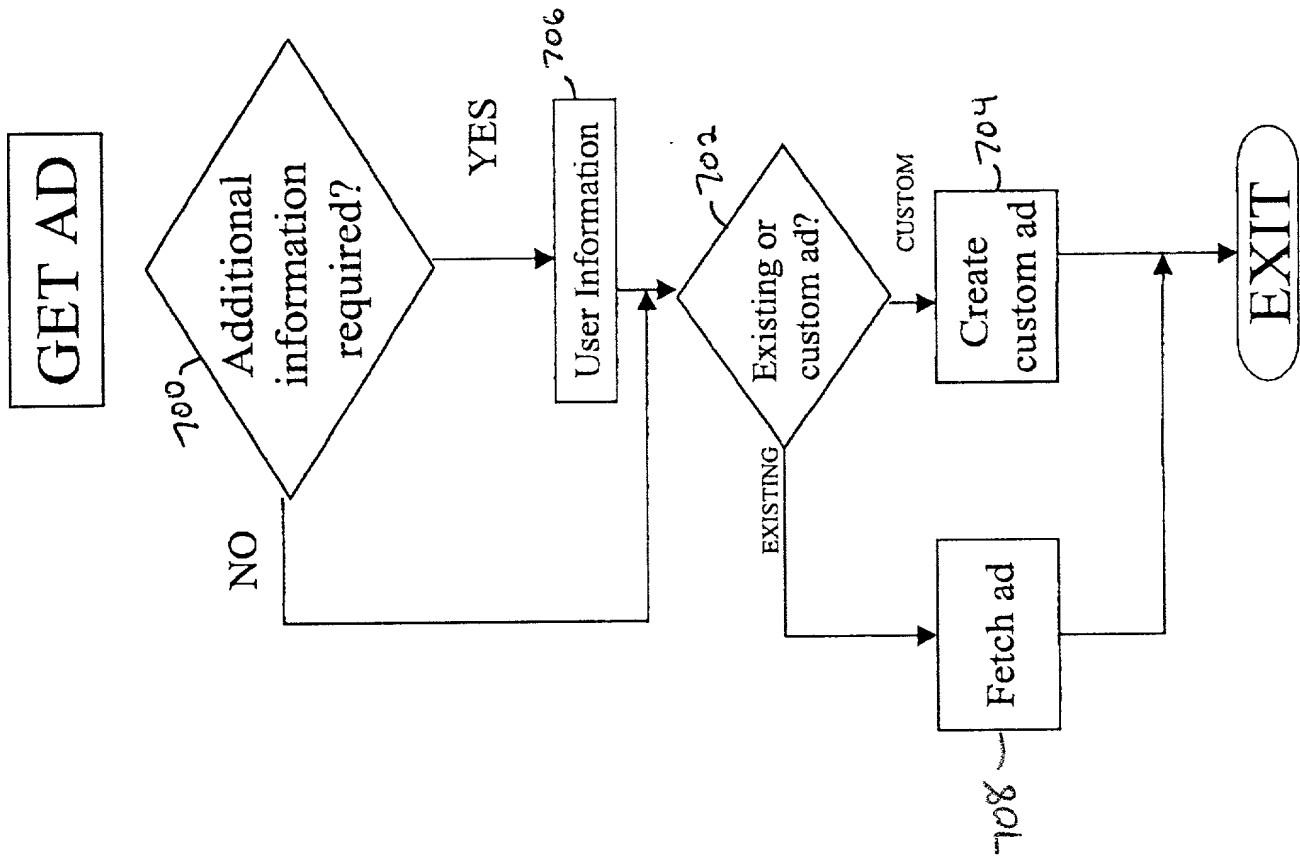 GET AD
700
Additional
information
required?
NO
YES
706
User Information
702
Existing or
custom ad?
EXISTING
CUSTOM
708
Fetch ad
704
Create
custom ad
EXIT